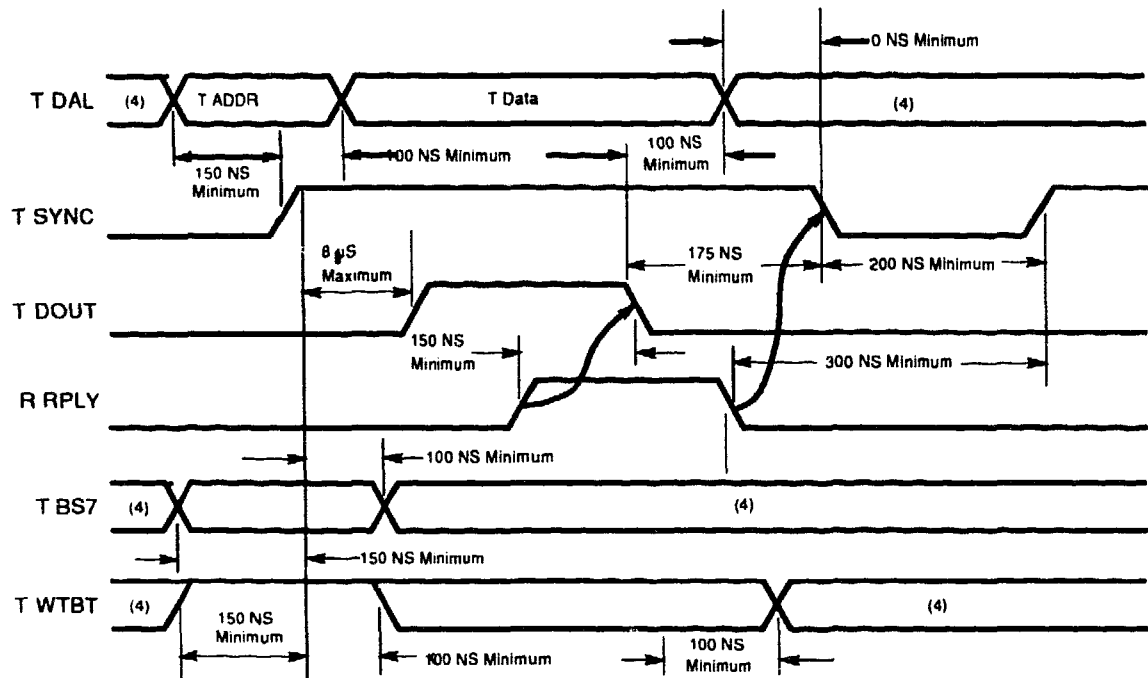 0 NS Minimum
T DAL
(4)
T ADDR
T Data
(4)
150 NS
Minimum
100 NS Minimum
100 NS
Minimum
T SYNC
8 µS
Maximum
175 NS
Minimum
200 NS Minimum
T DOUT
150 NS
Minimum
300 NS Minimum
R RPLY
100 NS Minimum
T BS7
(4)
(4)
150 NS Minimum
T WTBT
(4)
(4)
150 NS
Minimum
100 NS Minimum
100 NS
Minimum